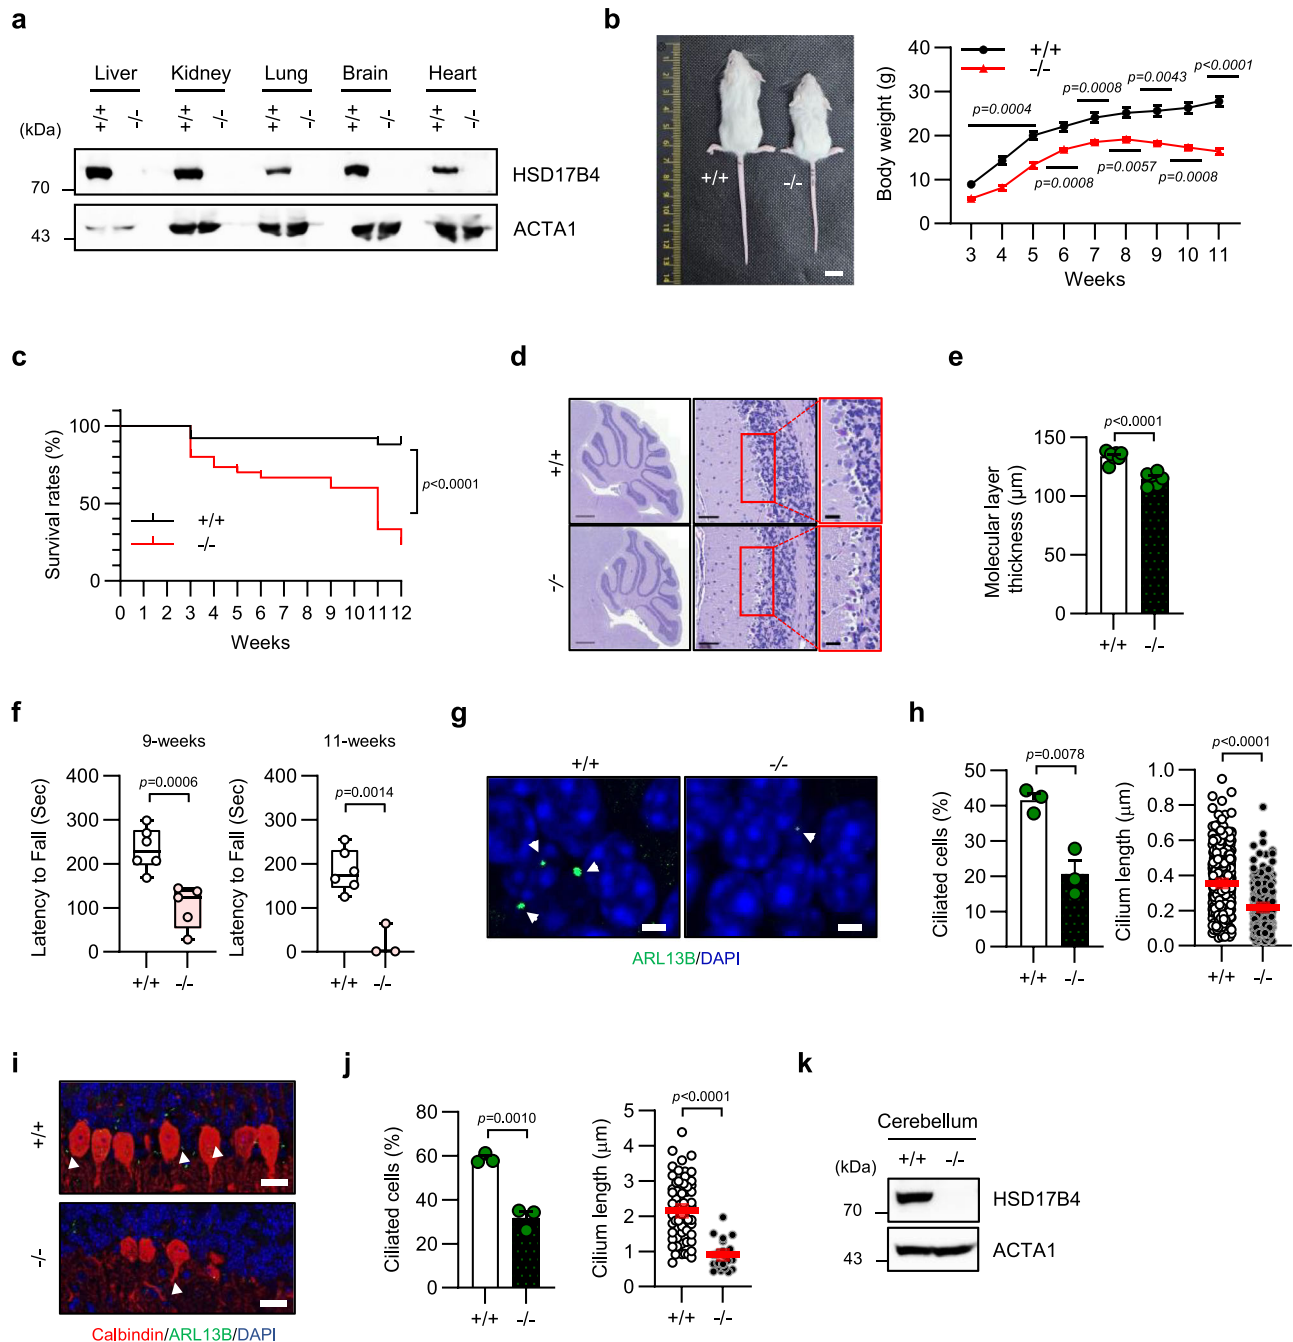 a
Liver Kidney Lung Brain Heart
(kDa) +/+ -/- +/+ -/- +/+ -/- +/+ -/- +/+ -/-
HSD17B4
70
ACTA1
43
b
+/+ -/-
Body weight (g)
40
30
20
10
0
+/+
-/-
p=0.0004
p=0.0008
p=0.0043
p<0.0001
p=0.0008
p=0.0057
p=0.0008
3 4 5 6 7 8 9 10 11
Weeks
c
Survival rates (%)
100
50
0
+/+
-/-
p<0.0001
0 1 2 3 4 5 6 7 8 9 10 11 12
Weeks
d
+/+
-/-
e
p<0.0001
Molecular layer
thickness (μm)
150
100
50
0
+/+ -/-
f
9-weeks
Latency to Fall (Sec)
400
300
200
100
0
p=0.0006
+/+ -/-
11-weeks
Latency to Fall (Sec)
400
300
200
100
0
p=0.0014
+/+ -/-
g
+/+ -/-
ARL13B/DAPI
h
p=0.0078
Ciliated cells (%)
50
40
30
20
10
0
+/+ -/-
p<0.0001
Cilium length (μm)
1.0
0.8
0.6
0.4
0.2
0.0
+/+ -/-
i
+/+
-/-
Calbindin/ARL13B/DAPI
j
Ciliated cells (%)
80
60
40
20
0
p=0.0010
+/+ -/-
p<0.0001
Cilium length (μm)
5
4
3
2
1
0
+/+ -/-
k
Cerebellum
(kDa) +/+ -/-
HSD17B4
70
ACTA1
43